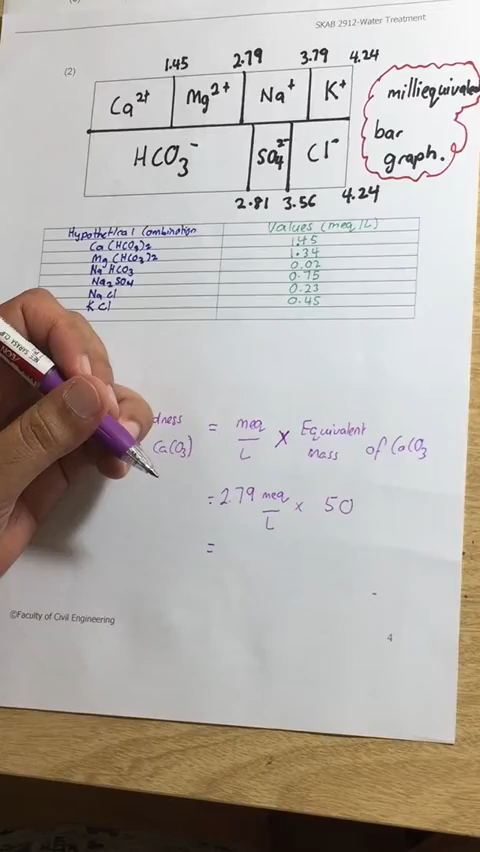 SKAB 2912-Water Treatment
(2)
1.45 2.79 3.79 4.24
Ca²⁺ Mg²⁺ Na⁺ K⁺
HCO₃⁻ SO₄²⁻ Cl⁻
2.81 3.56 4.24
milliequivalent
bar
graph.
Hypothetical Combination Values (meq/L)
Ca(HCO₃)₂ 1.45
Mg(HCO₃)₂ 1.34
NaHCO₃ 0.02
Na₂SO₄ 0.75
NaCl 0.23
KCl 0.45
dness = meq/L × Equivalent Mass of CaCO₃
CaCO₃)
= 2.79 meq/L × 50
=
©Faculty of Civil Engineering
4